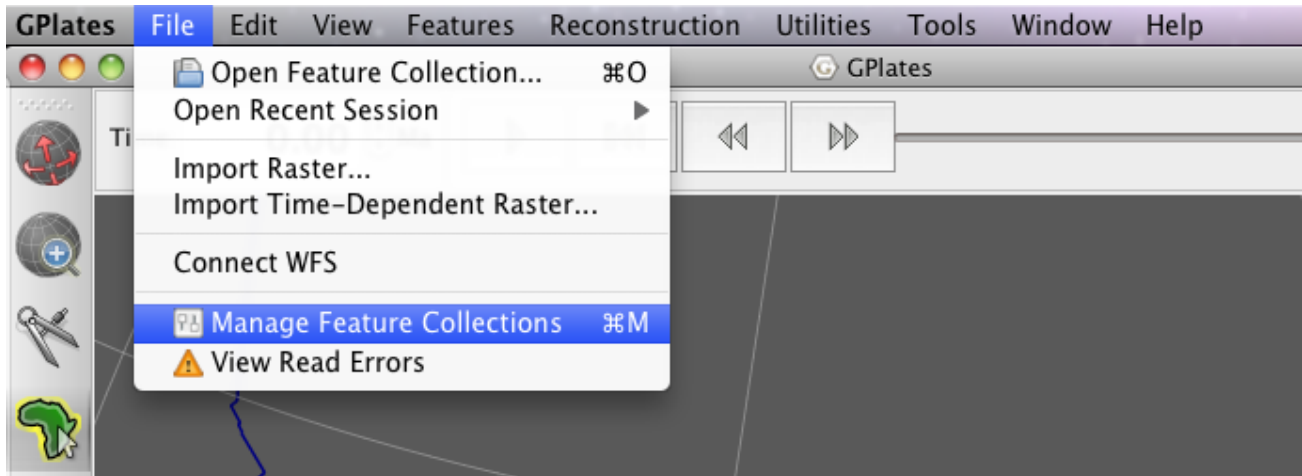 GPlates File Edit View Features Reconstruction Utilities Tools Window Help
GPlates
Open Feature Collection... ⌘O
Open Recent Session
Import Raster...
Import Time-Dependent Raster...
Connect WFS
Manage Feature Collections ⌘M
View Read Errors